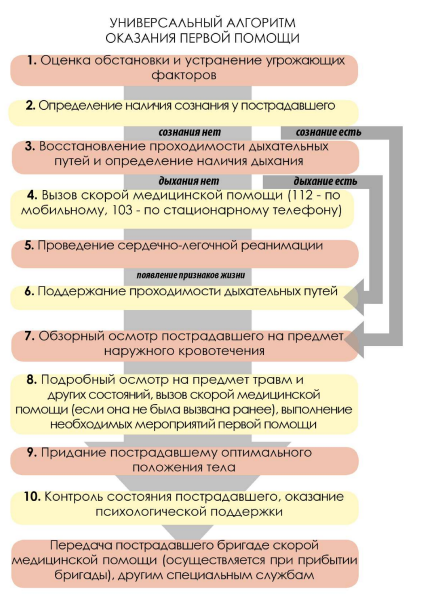 УНИВЕРСАЛЬНЫЙ АЛГОРИТМ
ОКАЗАНИЯ ПЕРВОЙ ПОМОЩИ
1. Оценка обстановки и устранение угрожающих
факторов
2. Определение наличия сознания у пострадавшего
сознания нет
сознание есть
3. Восстановление проходимости дыхательных
путей и определение наличия дыхания
дыхания нет
дыхание есть
4. Вызов скорой медицинской помощи (112 - по
мобильному, 103 - по стационарному телефону)
5. Проведение сердечно-легочной реанимации
появление признаков жизни
6. Поддержание проходимости дыхательных путей
7. Обзорный осмотр пострадавшего на предмет
наружного кровотечения
8. Подробный осмотр на предмет травм и
других состояний, вызов скорой медицинской
помощи (если она не была вызвана ранее), выполнение
необходимых мероприятий первой помощи
9. Придание пострадавшему оптимального
положения тела
10. Контроль состояния пострадавшего, оказание
психологической поддержки
Передача пострадавшего бригаде скорой
медицинской помощи (осуществляется при прибытии
бригады), другим специальным службам